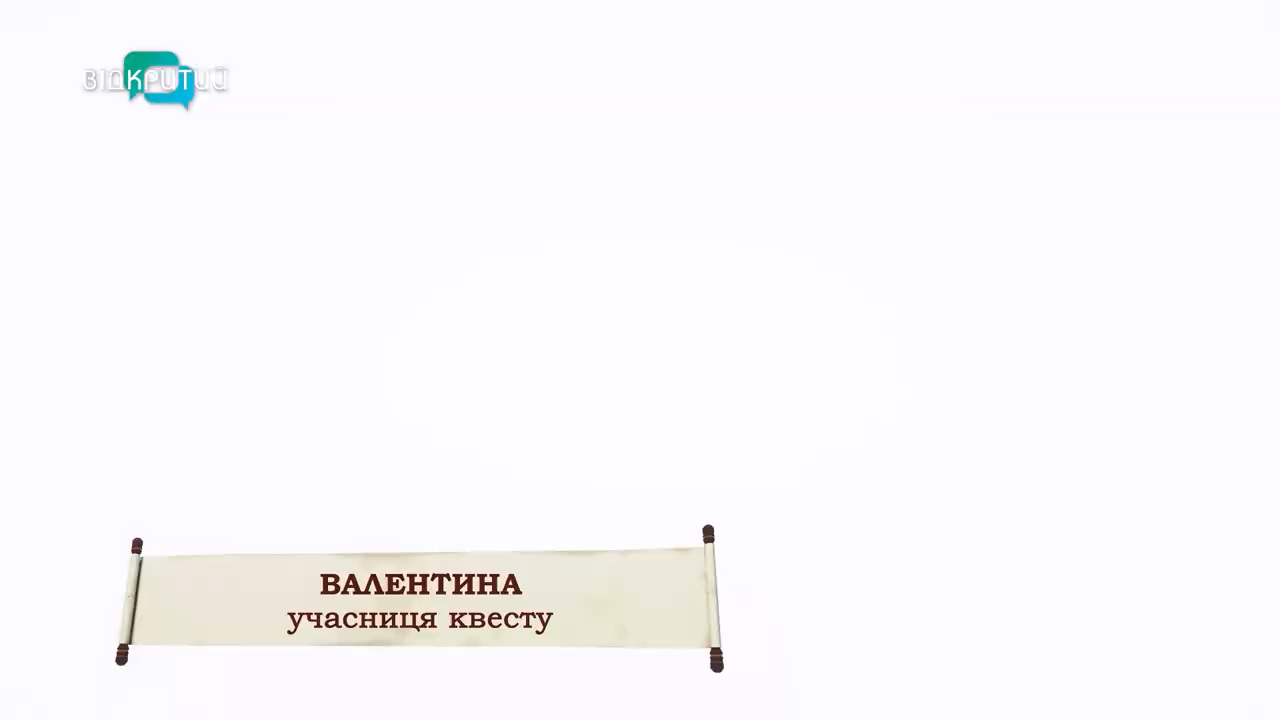 ВІДКРИТИЙ
ВАЛЕНТИНА
учасниця квесту